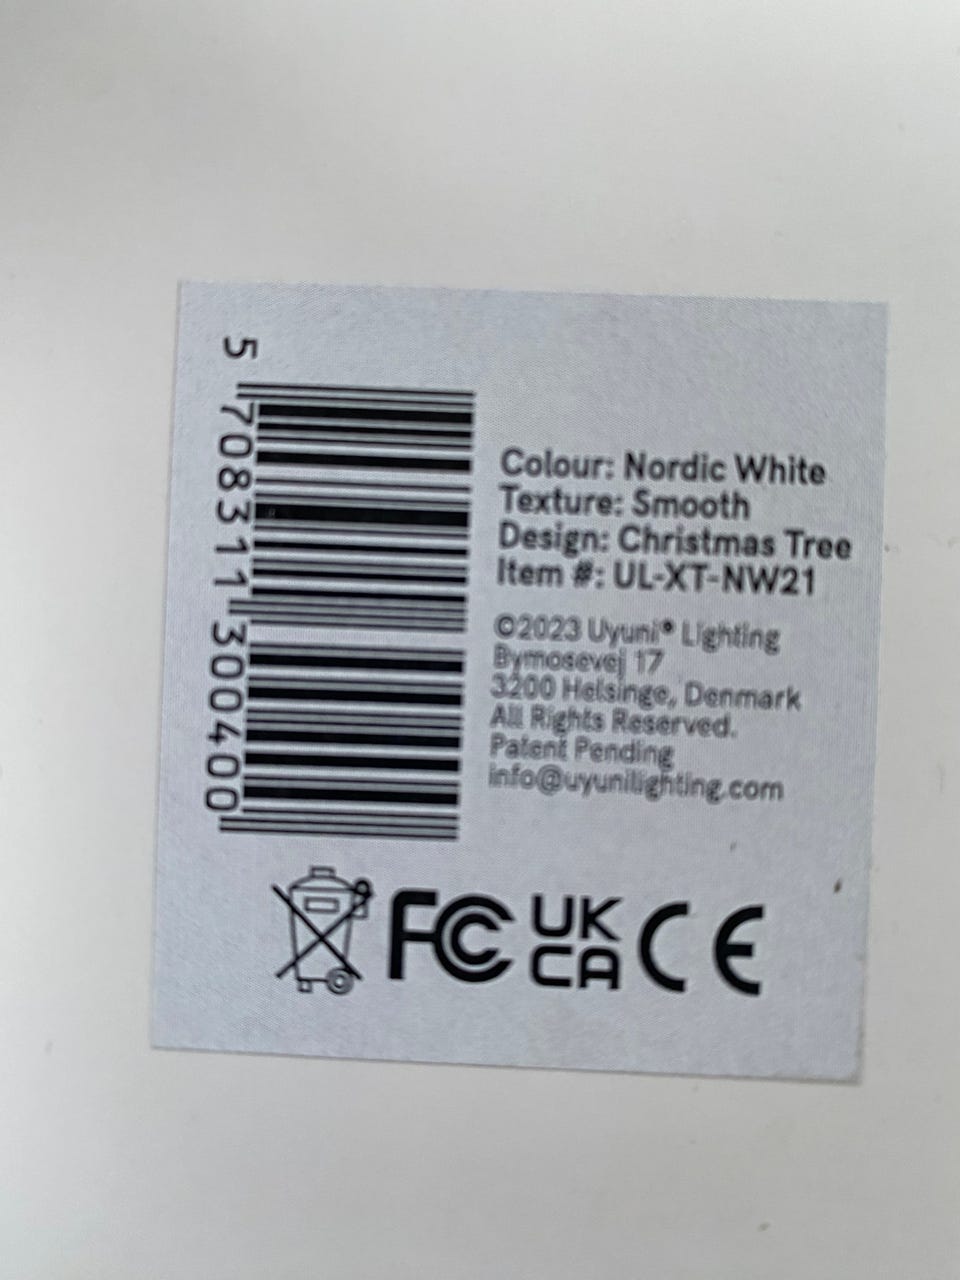 5 708311 300400
Colour: Nordic White
Texture: Smooth
Design: Christmas Tree
Item #: UL-XT-NW21
©2023 Uyuni® Lighting
Bymosevej 17
3200 Helsinge, Denmark
All Rights Reserved.
Patent Pending
info@uyunilighting.com
FC UK CA CE